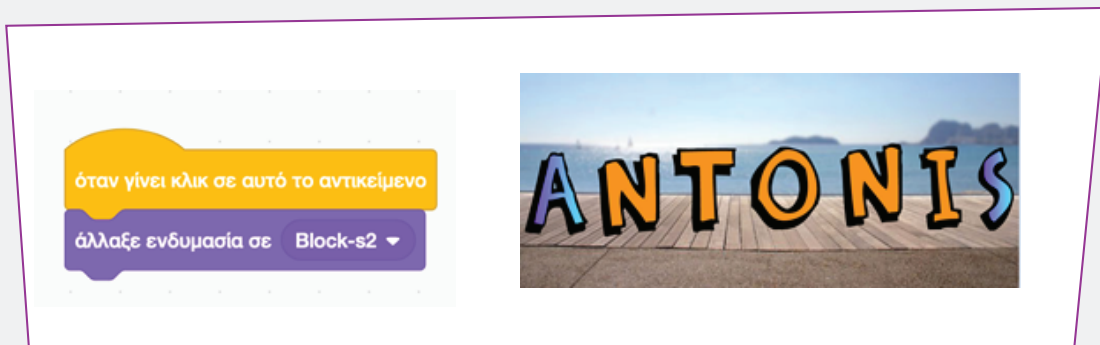 όταν γίνει κλικ σε αυτό το αντικείμενο
άλλαξε ενδυμασία σε Block-s2
ANTONIS